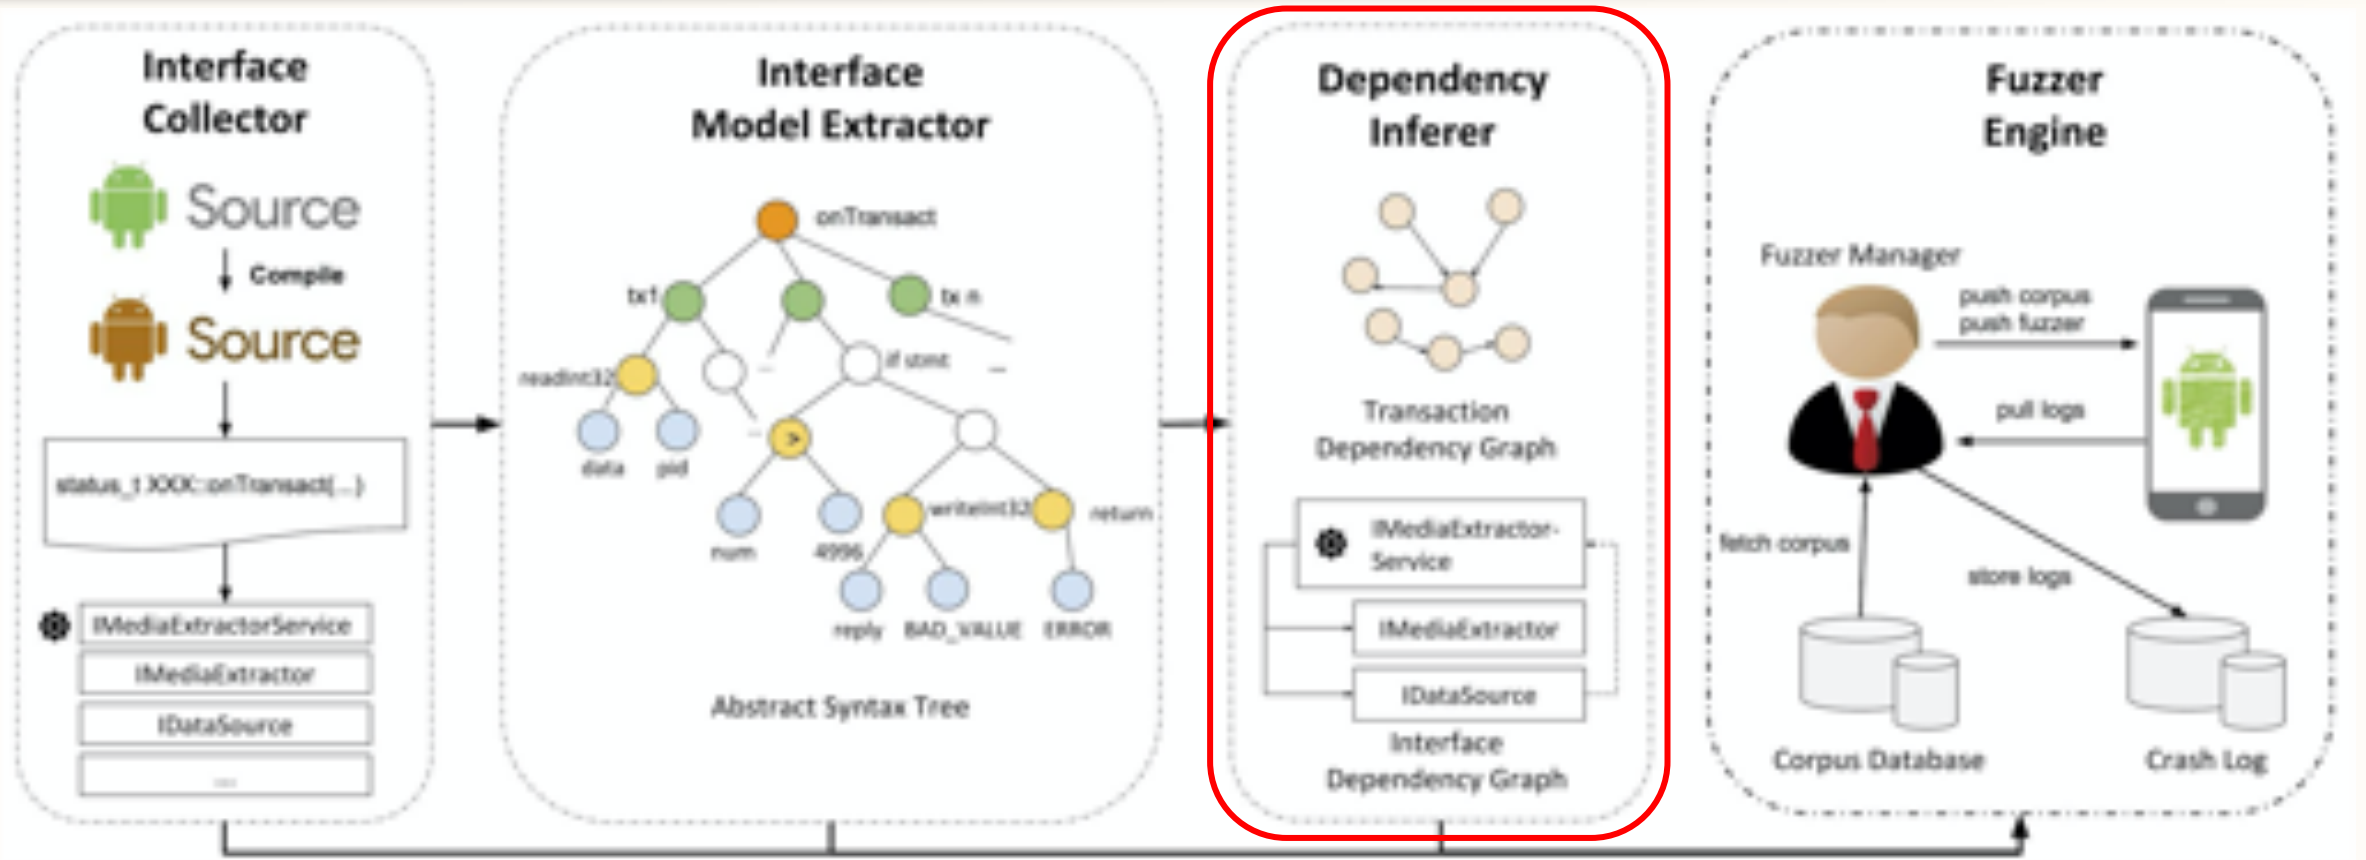 Interface
Collector
Source
Compile
Source
status_t XXX::onTransact(...)
IMediaExtractorService
IMediaExtractor
IDataSource
...
Interface
Model Extractor
onTransact
tx1
tx n
readInt32
if stmt
...
...
...
data
pid
>
num
4996
writeInt32
return
reply
BAD_VALUE
ERROR
Abstract Syntax Tree
Dependency
Inferer
Transaction
Dependency Graph
IMediaExtractor-
Service
IMediaExtractor
IDataSource
Interface
Dependency Graph
Fuzzer
Engine
Fuzzer Manager
push corpus
push fuzzer
pull logs
fetch corpus
store logs
Corpus Database
Crash Log